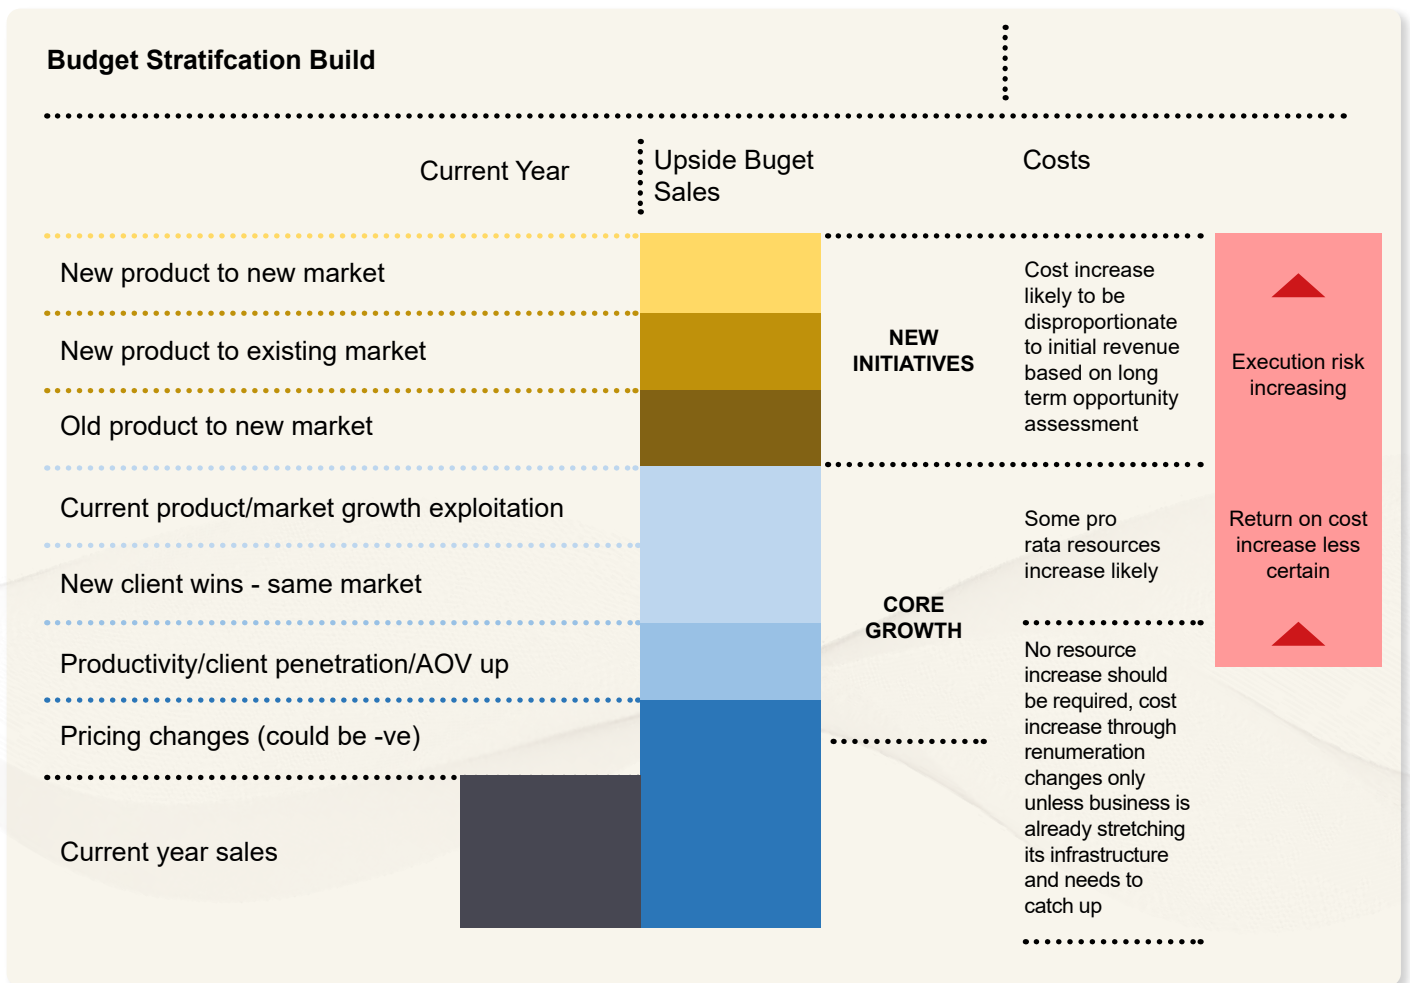 Budget Stratifcation Build
Current Year
Upside Buget
Sales
Costs
New product to new market
New product to existing market
Old product to new market
Current product/market growth exploitation
New client wins - same market
Productivity/client penetration/AOV up
Pricing changes (could be -ve)
Current year sales
NEW
INITIATIVES
CORE
GROWTH
Cost increase
likely to be
disproportionate
to initial revenue
based on long
term opportunity
assessment
Some pro
rata resources
increase likely
No resource
increase should
be required, cost
increase through
renumeration
changes only
unless business is
already stretching
its infrastructure
and needs to
catch up
Execution risk
increasing
Return on cost
increase less
certain